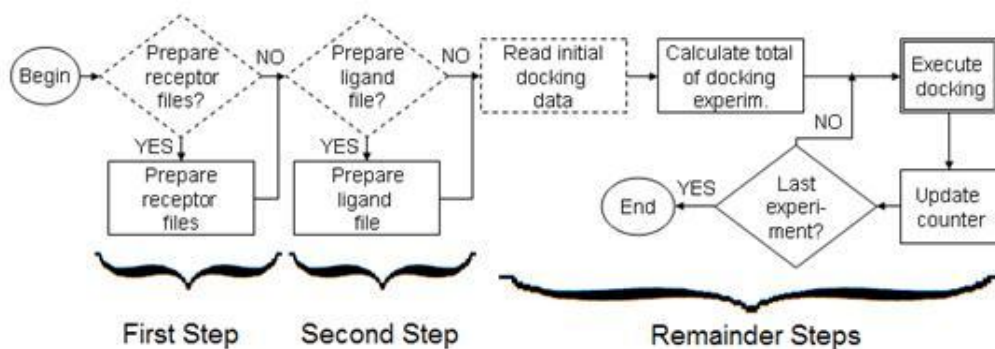 Begin
Prepare
receptor
files?
NO
YES
Prepare
receptor
files
Prepare
ligand
file?
NO
YES
Prepare
ligand
file
Read initial
docking
data
Calculate total
of docking
experim.
Execute
docking
Update
counter
Last
experi-
ment?
NO
YES
End
First Step
Second Step
Remainder Steps